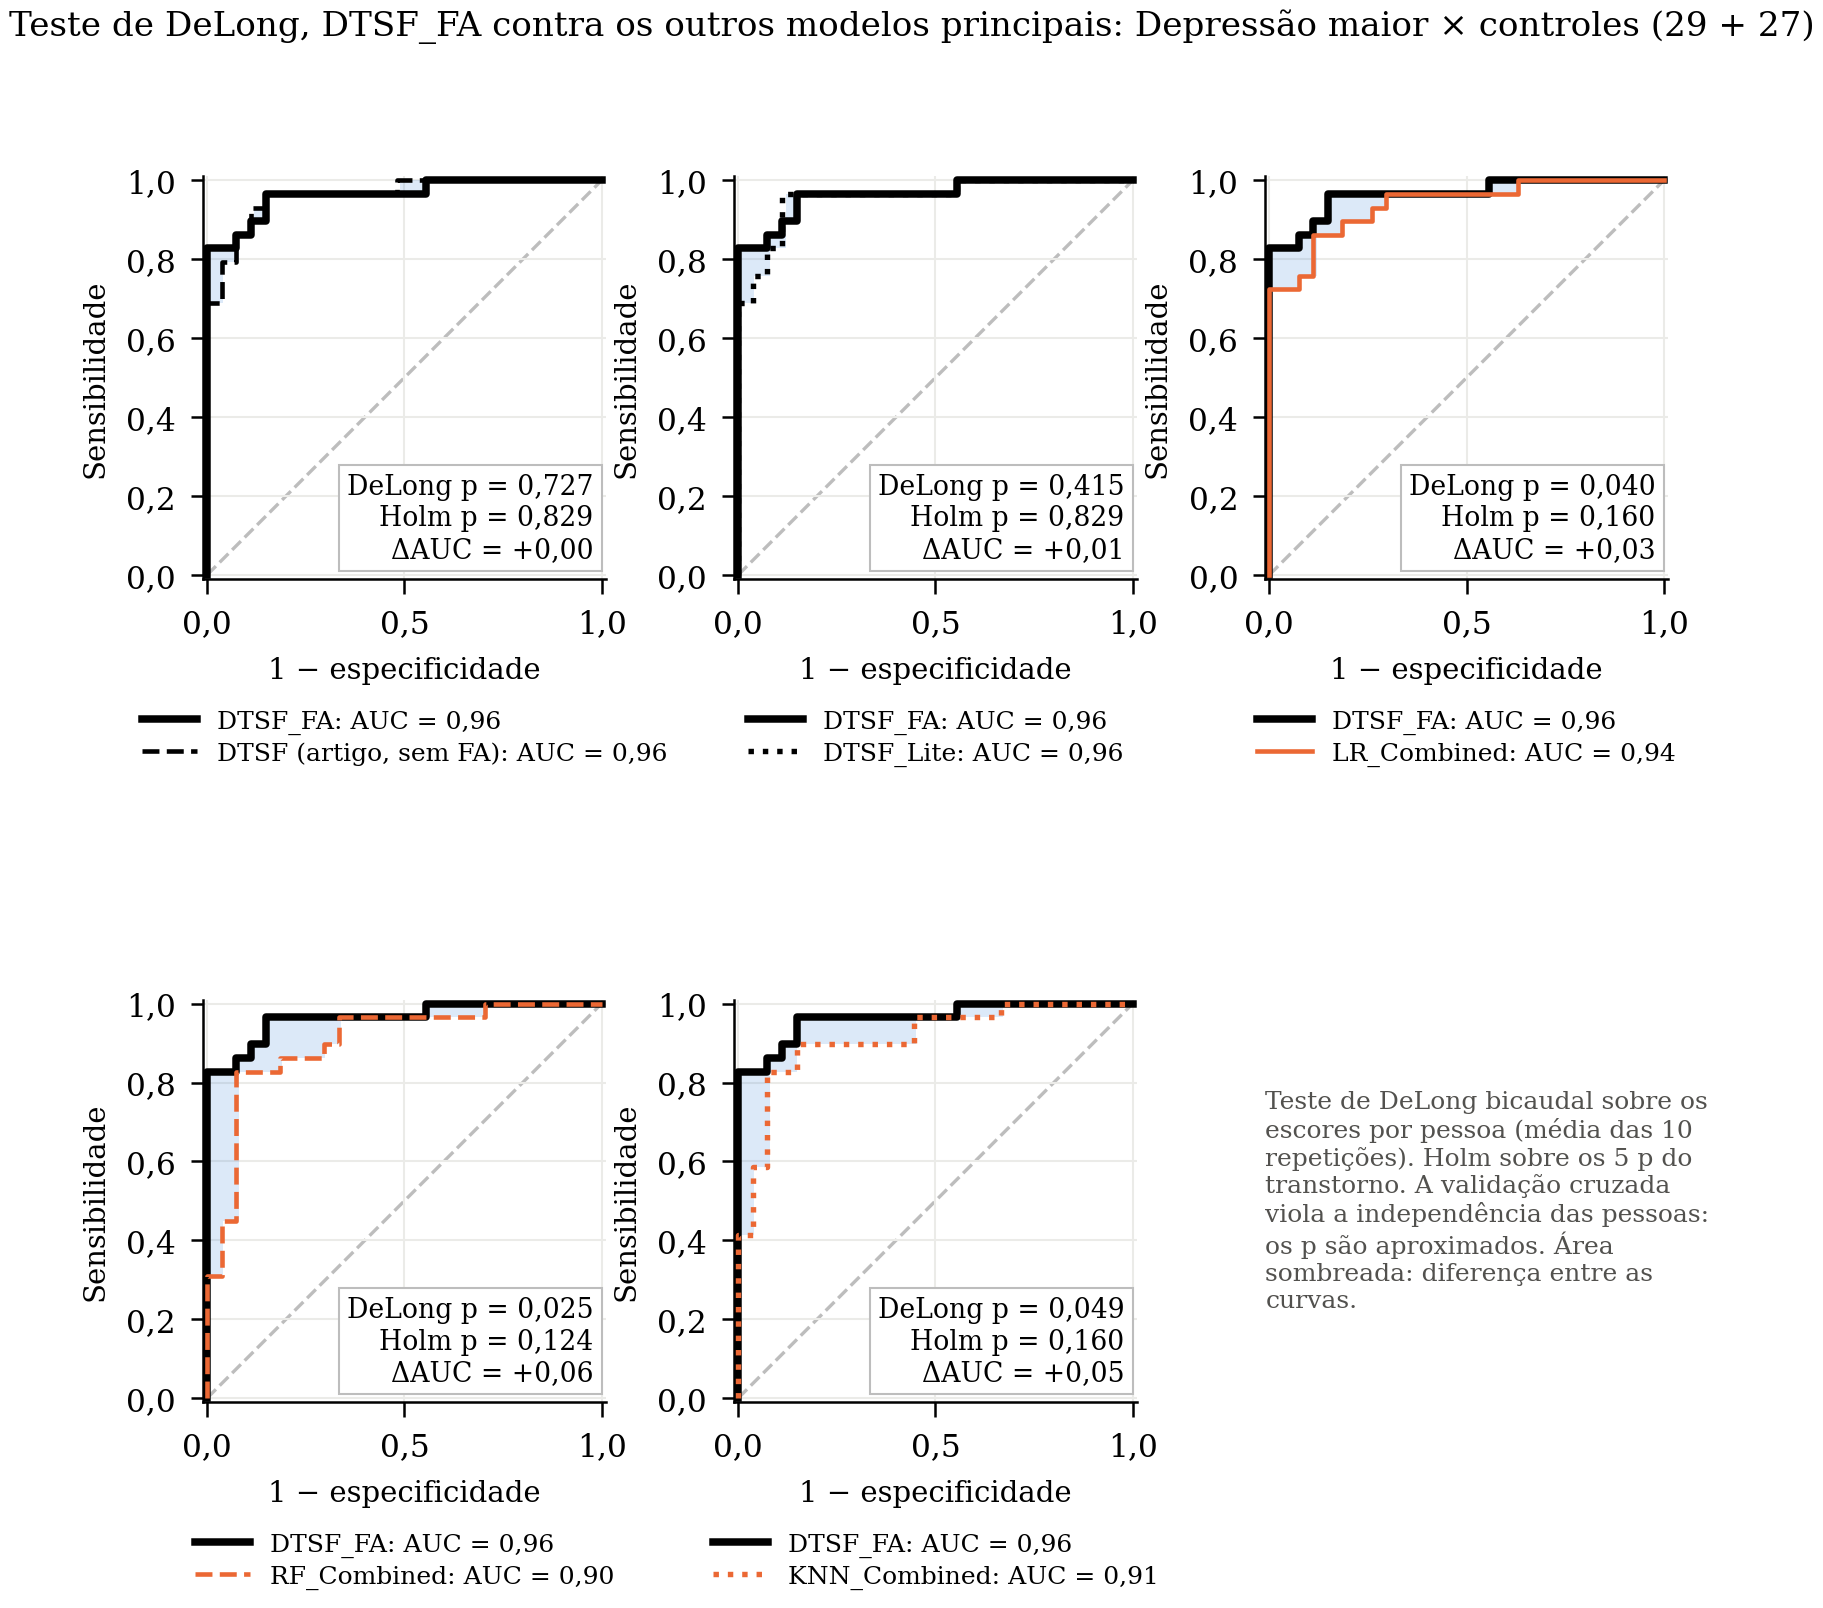 Teste de DeLong, DTSF_FA contra os outros modelos principais: Depressão maior × controles (29 + 27)
1,0
0,8
0,6
0,4
0,2
0,0
Sensibilidade
DeLong p = 0,727
Holm p = 0,829
ΔAUC = +0,00
0,0
0,5
1,0
1 − especificidade
DTSF_FA: AUC = 0,96
DTSF (artigo, sem FA): AUC = 0,96
1,0
0,8
0,6
0,4
0,2
0,0
Sensibilidade
DeLong p = 0,415
Holm p = 0,829
ΔAUC = +0,01
0,0
0,5
1,0
1 − especificidade
DTSF_FA: AUC = 0,96
DTSF_Lite: AUC = 0,96
1,0
0,8
0,6
0,4
0,2
0,0
Sensibilidade
DeLong p = 0,040
Holm p = 0,160
ΔAUC = +0,03
0,0
0,5
1,0
1 − especificidade
DTSF_FA: AUC = 0,96
LR_Combined: AUC = 0,94
1,0
0,8
0,6
0,4
0,2
0,0
Sensibilidade
DeLong p = 0,025
Holm p = 0,124
ΔAUC = +0,06
0,0
0,5
1,0
1 − especificidade
DTSF_FA: AUC = 0,96
RF_Combined: AUC = 0,90
1,0
0,8
0,6
0,4
0,2
0,0
Sensibilidade
DeLong p = 0,049
Holm p = 0,160
ΔAUC = +0,05
0,0
0,5
1,0
1 − especificidade
DTSF_FA: AUC = 0,96
KNN_Combined: AUC = 0,91
Teste de DeLong bicaudal sobre os
escores por pessoa (média das 10
repetições). Holm sobre os 5 p do
transtorno. A validação cruzada
viola a independência das pessoas:
os p são aproximados. Área
sombreada: diferença entre as
curvas.